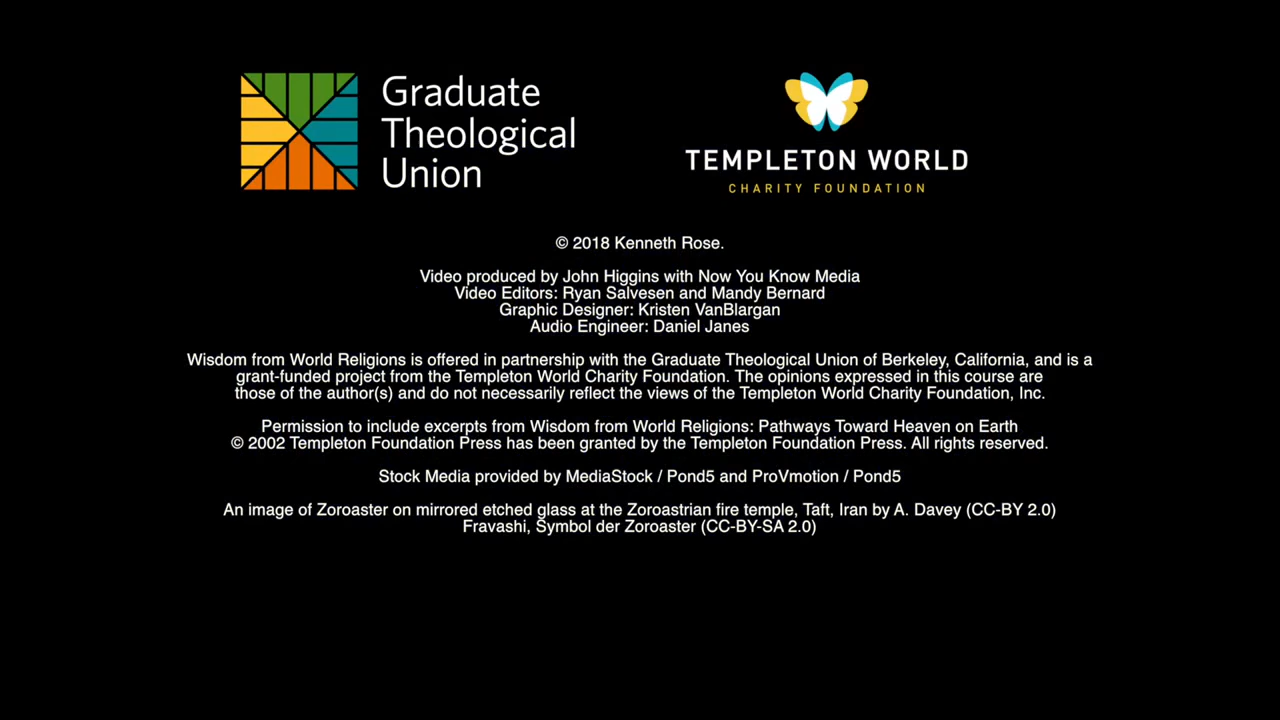 Graduate
Theological
Union
TEMPLETON WORLD
CHARITY FOUNDATION
© 2018 Kenneth Rose.
Video produced by John Higgins with Now You Know Media
Video Editors: Ryan Salvesen and Mandy Bernard
Graphic Designer: Kristen VanBlargan
Audio Engineer: Daniel Janes
Wisdom from World Religions is offered in partnership with the Graduate Theological Union of Berkeley, California, and is a
grant-funded project from the Templeton World Charity Foundation. The opinions expressed in this course are
those of the author(s) and do not necessarily reflect the views of the Templeton World Charity Foundation, Inc.
Permission to include excerpts from Wisdom from World Religions: Pathways Toward Heaven on Earth
© 2002 Templeton Foundation Press has been granted by the Templeton Foundation Press. All rights reserved.
Stock Media provided by MediaStock / Pond5 and ProVmotion / Pond5
An image of Zoroaster on mirrored etched glass at the Zoroastrian fire temple, Taft, Iran by A. Davey (CC-BY 2.0)
Fravashi, Symbol der Zoroaster (CC-BY-SA 2.0)